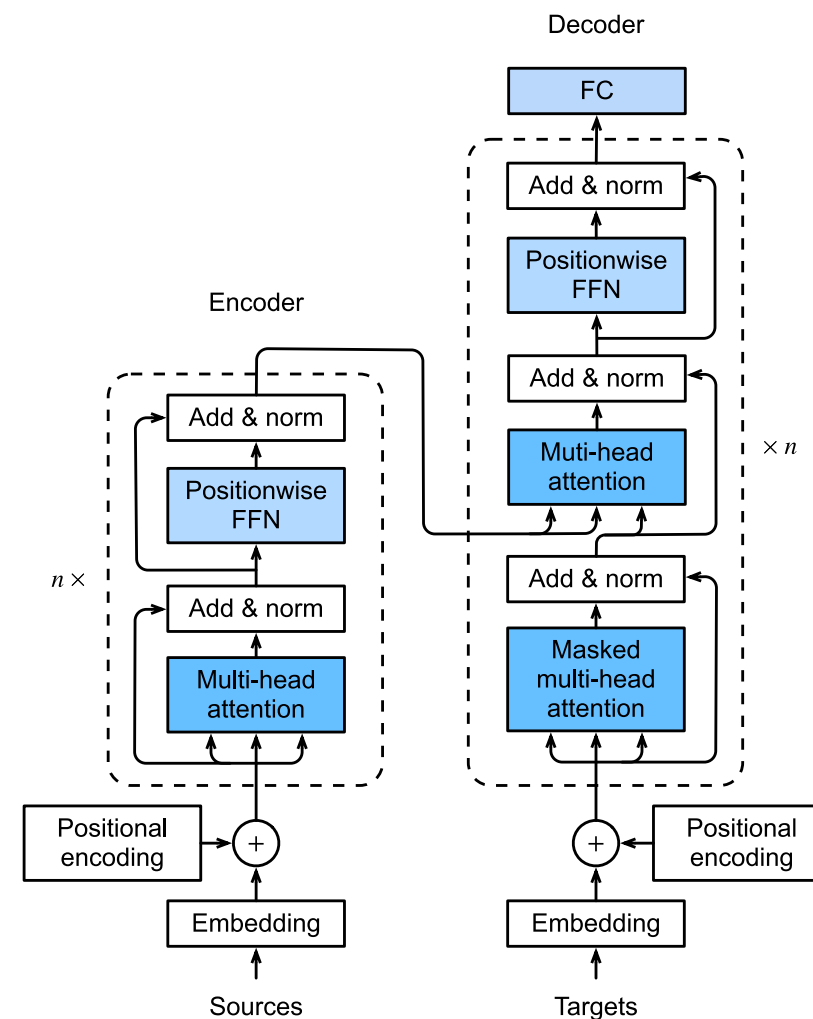 Decoder
FC
Add & norm
Positionwise
FFN
Add & norm
Muti-head
attention
× n
Add & norm
Masked
multi-head
attention
Positional
encoding
+
Embedding
Targets
Encoder
Add & norm
Positionwise
FFN
n ×
Add & norm
Multi-head
attention
Positional
encoding
+
Embedding
Sources